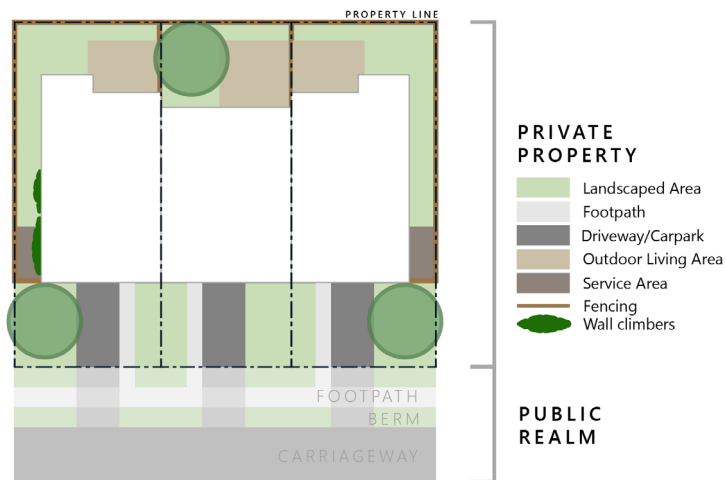 PROPERTY LINE
PRIVATE
PROPERTY
Landscaped Area
Footpath
Driveway/Carpark
Outdoor Living Area
Service Area
Fencing
Wall climbers
FOOTPATH
BERM
CARRIAGEWAY
PUBLIC
REALM